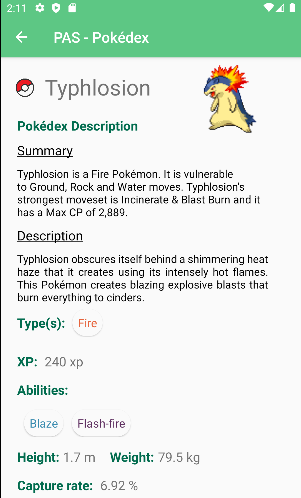 2:11
PAS - Pokédex
Typhlosion
Pokédex Description
Summary
Typhlosion is a Fire Pokémon. It is vulnerable
to Ground, Rock and Water moves. Typhlosion's
strongest moveset is Incinerate & Blast Burn and it
has a Max CP of 2,889.
Description
Typhlosion obscures itself behind a shimmering heat
haze that it creates using its intensely hot flames.
This Pokémon creates blazing explosive blasts that
burn everything to cinders.
Type(s): Fire
XP: 240 xp
Abilities:
Blaze Flash-fire
Height: 1.7 m Weight: 79.5 kg
Capture rate: 6.92 %